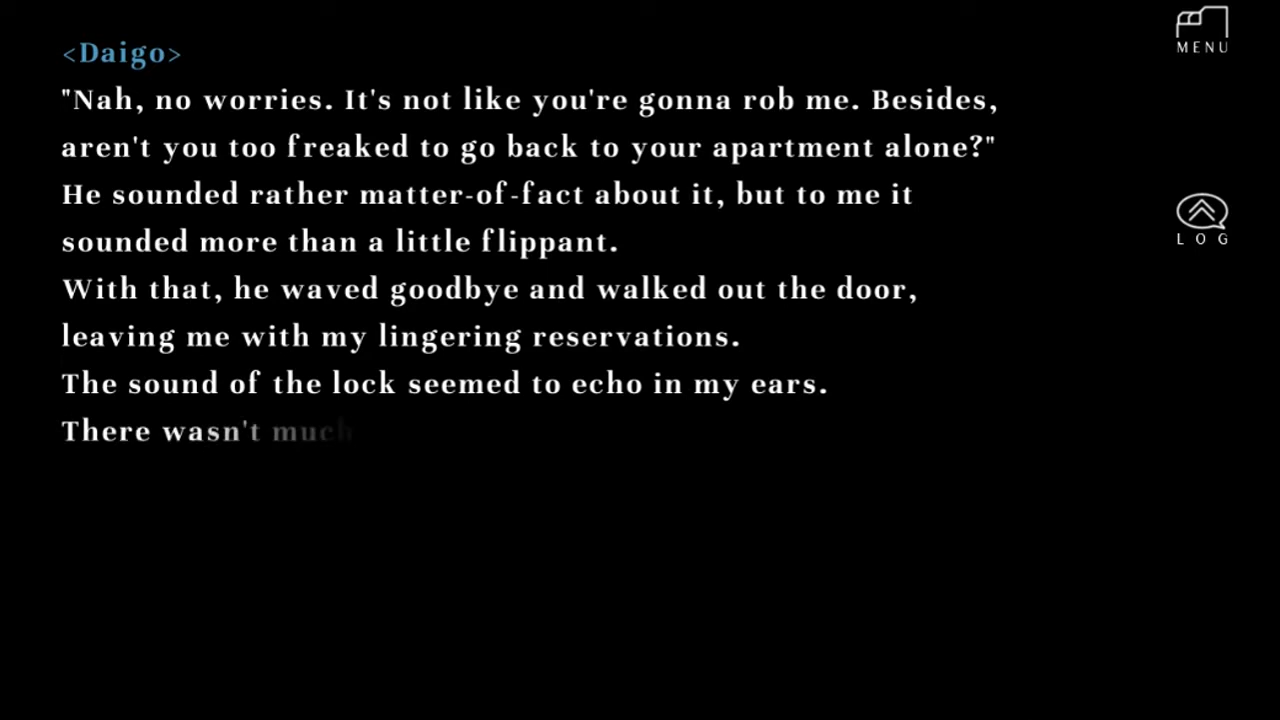 <Daigo>
"Nah, no worries. It's not like you're gonna rob me. Besides,
aren't you too freaked to go back to your apartment alone?"
He sounded rather matter-of-fact about it, but to me it
sounded more than a little flippant.
With that, he waved goodbye and walked out the door,
leaving me with my lingering reservations.
The sound of the lock seemed to echo in my ears.
There wasn't much
MENU
LOG